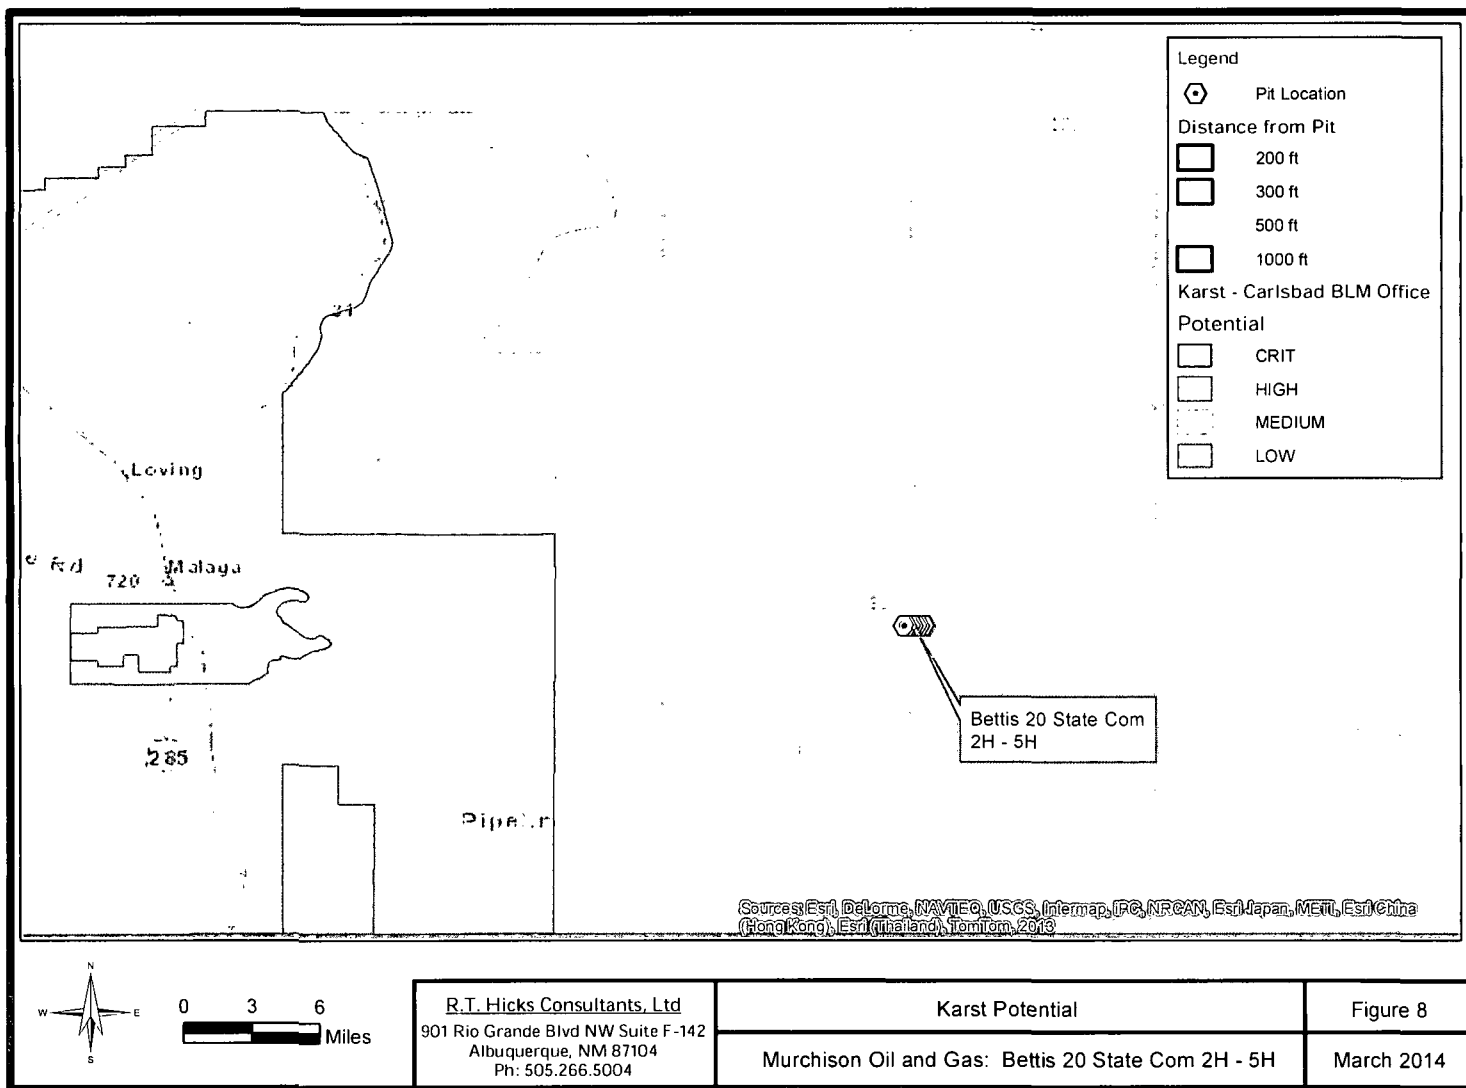 Legend
Pit Location
Distance from Pit
200 ft
300 ft
500 ft
1000 ft
Karst - Carlsbad BLM Office
Potential
CRIT
HIGH
MEDIUM
LOW
31
Loving
e Rd
720
Malaga
285
Bettis 20 State Com
2H - 5H
Sources: Esri, DeLorme, NAVTEQ, USGS, Intermap, iPC, NRCAN, Esri Japan, METI, Esri China
(Hong Kong), Esri (Thailand), TomTom, 2013
N
W
E
S
0 3 6
Miles
R.T. Hicks Consultants, Ltd
901 Rio Grande Blvd NW Suite F-142
Albuquerque, NM 87104
Ph: 505.266.5004
Karst Potential
Murchison Oil and Gas: Bettis 20 State Com 2H - 5H
Figure 8
March 2014